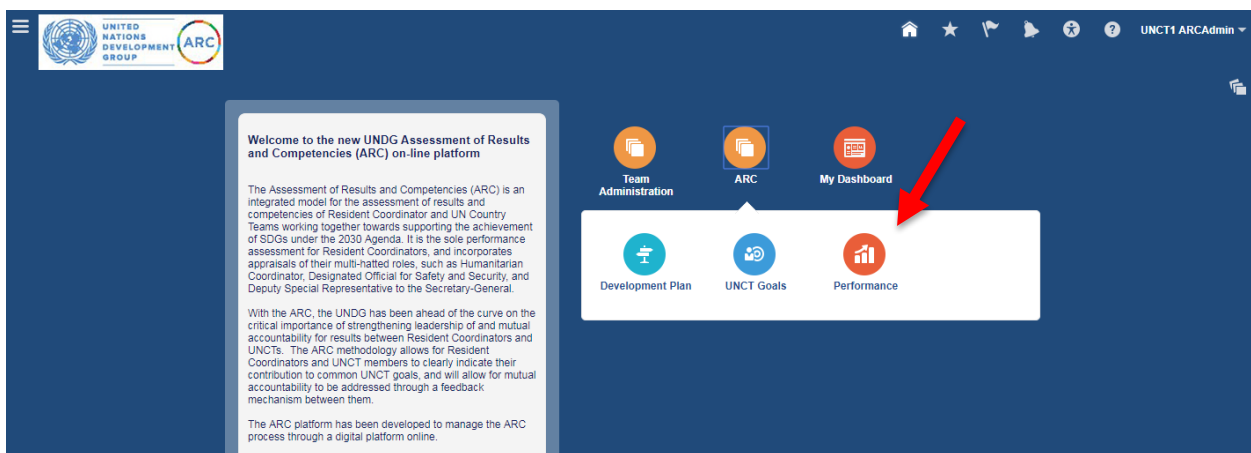 UNITED
NATIONS
DEVELOPMENT
GROUP
ARC
UNCT1 ARCAdmin
Welcome to the new UNDG Assessment of Results
and Competencies (ARC) on-line platform
The Assessment of Results and Competencies (ARC) is an
integrated model for the assessment of results and
competencies of Resident Coordinator and UN Country
Teams working together towards supporting the achievement
of SDGs under the 2030 Agenda. It is the sole performance
assessment for Resident Coordinators, and incorporates
appraisals of their multi-hatted roles, such as Humanitarian
Coordinator, Designated Official for Safety and Security, and
Deputy Special Representative to the Secretary-General.
With the ARC, the UNDG has been ahead of the curve on the
critical importance of strengthening leadership of and mutual
accountability for results between Resident Coordinators and
UNCTs. The ARC methodology allows for Resident
Coordinators and UNCT members to clearly indicate their
contribution to common UNCT goals, and will allow for mutual
accountability to be addressed through a feedback
mechanism between them.
The ARC platform has been developed to manage the ARC
process through a digital platform online.
Team
Administration
ARC
My Dashboard
Development Plan
UNCT Goals
Performance